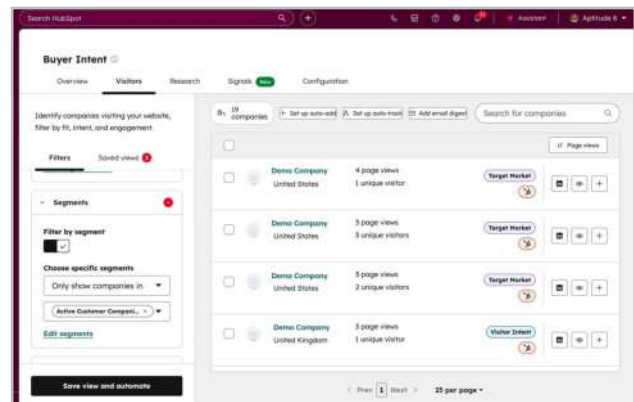 Search HubSpot
Assistant
Aptitude 8
Buyer Intent
Overview
Visitors
Research
Signals New
Configuration
Identify companies visiting your website,
filter by fit, intent, and engagement.
Filters
Saved views
Segments
Filter by segment
Choose specific segments
Only show companies in
Active Customer Compani... ×
Edit segments
Save view and automate
19 companies
+ Set up auto-add
Set up auto-track
Add email digest
Search for companies
Page views
Demo Company
United States
4 page views
1 unique visitor
Target Market
Demo Company
United States
5 page views
3 unique visitors
Target Market
Demo Company
United States
5 page views
2 unique visitors
Target Market
Demo Company
United Kingdom
3 page views
1 unique visitor
Visitor Intent
Prev 1 Next
25 per page